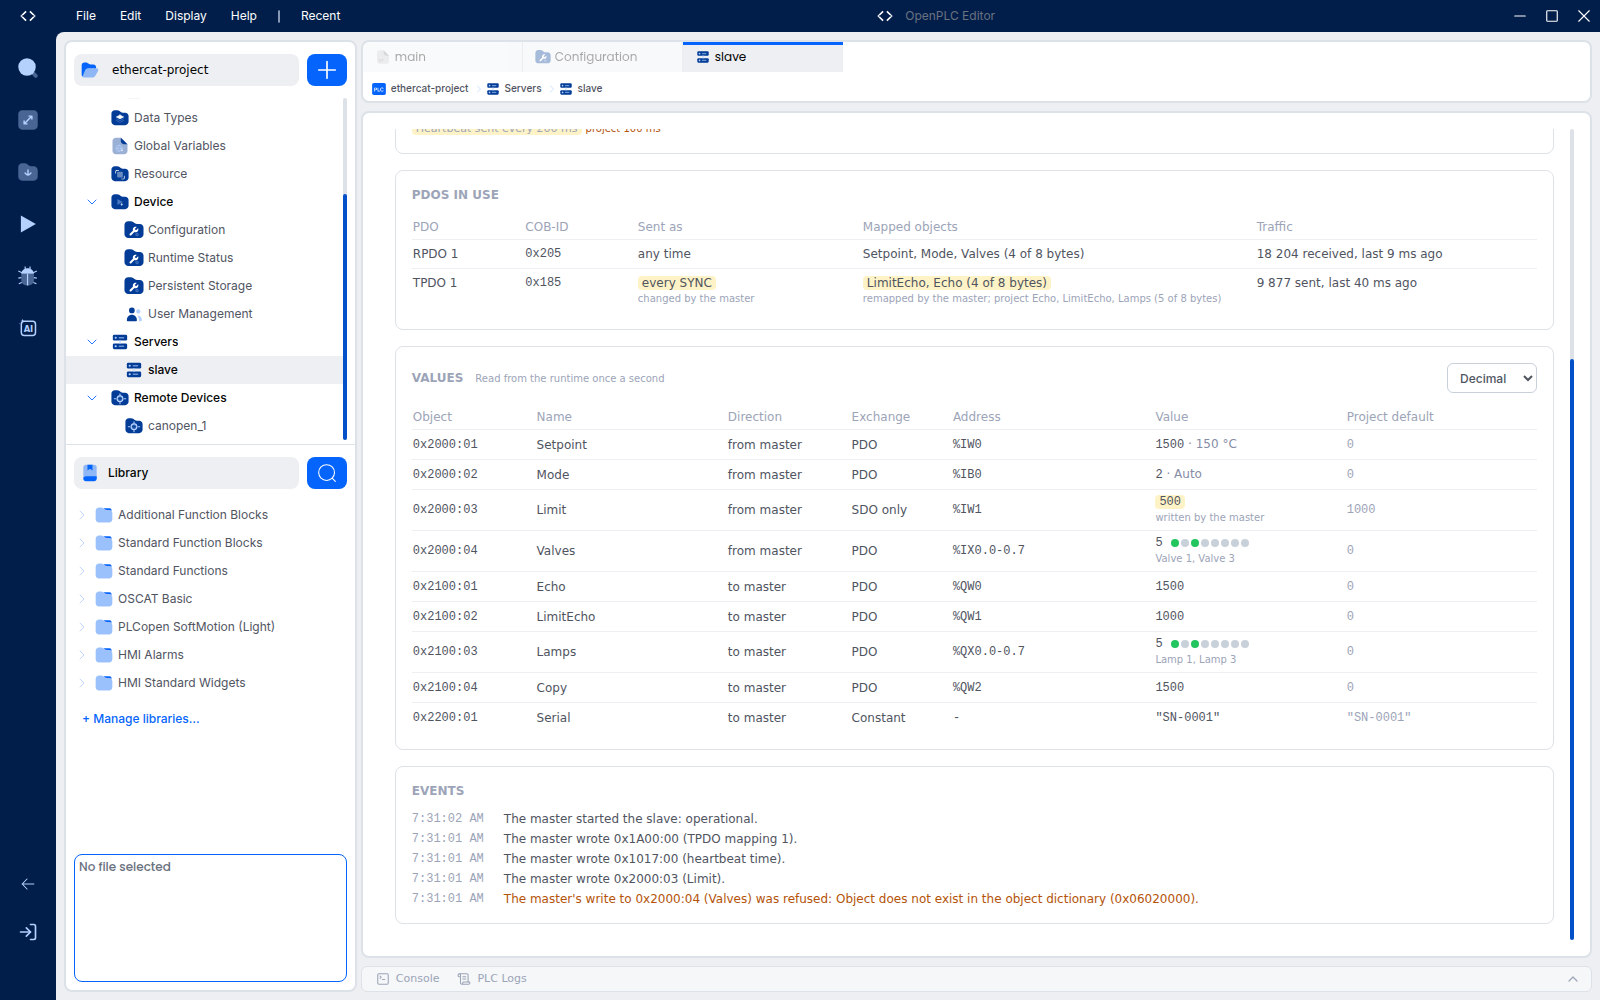 File Edit Display Help | Recent
OpenPLC Editor
ethercat-project
Data Types
Global Variables
Resource
Device
Configuration
Runtime Status
Persistent Storage
User Management
Servers
slave
Remote Devices
canopen_1
Library
Additional Function Blocks
Standard Function Blocks
Standard Functions
OSCAT Basic
PLCopen SoftMotion (Light)
HMI Alarms
HMI Standard Widgets
+ Manage libraries...
No file selected
AI
main Configuration slave
PLC ethercat-project Servers slave
Heartbeat sent every 200 ms project 100 ms
PDOS IN USE
PDO COB-ID Sent as Mapped objects Traffic
RPDO 1 0x205 any time Setpoint, Mode, Valves (4 of 8 bytes) 18 204 received, last 9 ms ago
TPDO 1 0x185 every SYNC LimitEcho, Echo (4 of 8 bytes) 9 877 sent, last 40 ms ago
changed by the master remapped by the master; project Echo, LimitEcho, Lamps (5 of 8 bytes)
VALUES Read from the runtime once a second Decimal
Object Name Direction Exchange Address Value Project default
0x2000:01 Setpoint from master PDO %IW0 1500 · 150 °C 0
0x2000:02 Mode from master PDO %IB0 2 · Auto 0
0x2000:03 Limit from master SDO only %IW1 500 1000
written by the master
0x2000:04 Valves from master PDO %IX0.0-0.7 5 0
Valve 1, Valve 3
0x2100:01 Echo to master PDO %QW0 1500 0
0x2100:02 LimitEcho to master PDO %QW1 1000 0
0x2100:03 Lamps to master PDO %QX0.0-0.7 5 0
Lamp 1, Lamp 3
0x2100:04 Copy to master PDO %QW2 1500 0
0x2200:01 Serial to master Constant - "SN-0001" "SN-0001"
EVENTS
7:31:02 AM The master started the slave: operational.
7:31:01 AM The master wrote 0x1A00:00 (TPDO mapping 1).
7:31:01 AM The master wrote 0x1017:00 (heartbeat time).
7:31:01 AM The master wrote 0x2000:03 (Limit).
7:31:01 AM The master's write to 0x2000:04 (Valves) was refused: Object does not exist in the object dictionary (0x06020000).
Console PLC Logs